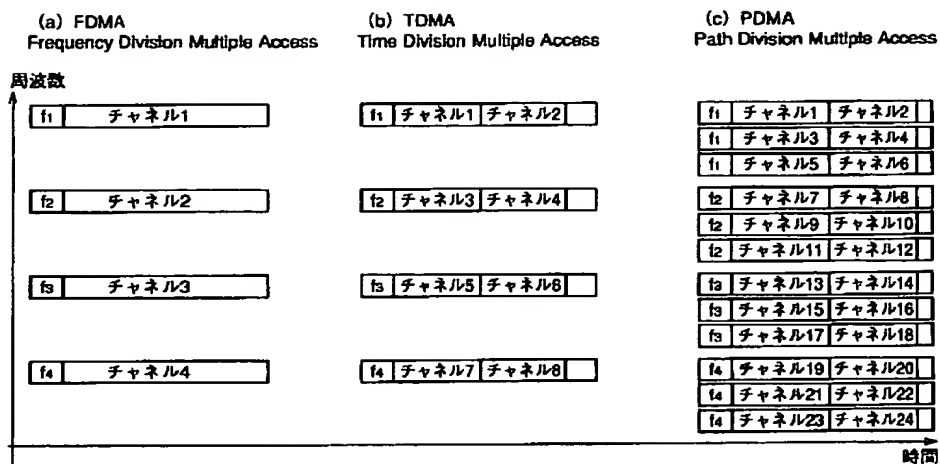 (a) FDMA
Frequency Division Multiple Access
(b) TDMA
Time Division Multiple Access
(c) PDMA
Path Division Multiple Access
周波数
f1 チャネル1
f2 チャネル2
f3 チャネル3
f4 チャネル4
f1 チャネル1 チャネル2
f2 チャネル3 チャネル4
f3 チャネル5 チャネル6
f4 チャネル7 チャネル8
f1 チャネル1 チャネル2
f1 チャネル3 チャネル4
f1 チャネル5 チャネル6
f2 チャネル7 チャネル8
f2 チャネル9 チャネル10
f2 チャネル11 チャネル12
f3 チャネル13 チャネル14
f3 チャネル15 チャネル16
f3 チャネル17 チャネル18
f4 チャネル19 チャネル20
f4 チャネル21 チャネル22
f4 チャネル23 チャネル24
時間